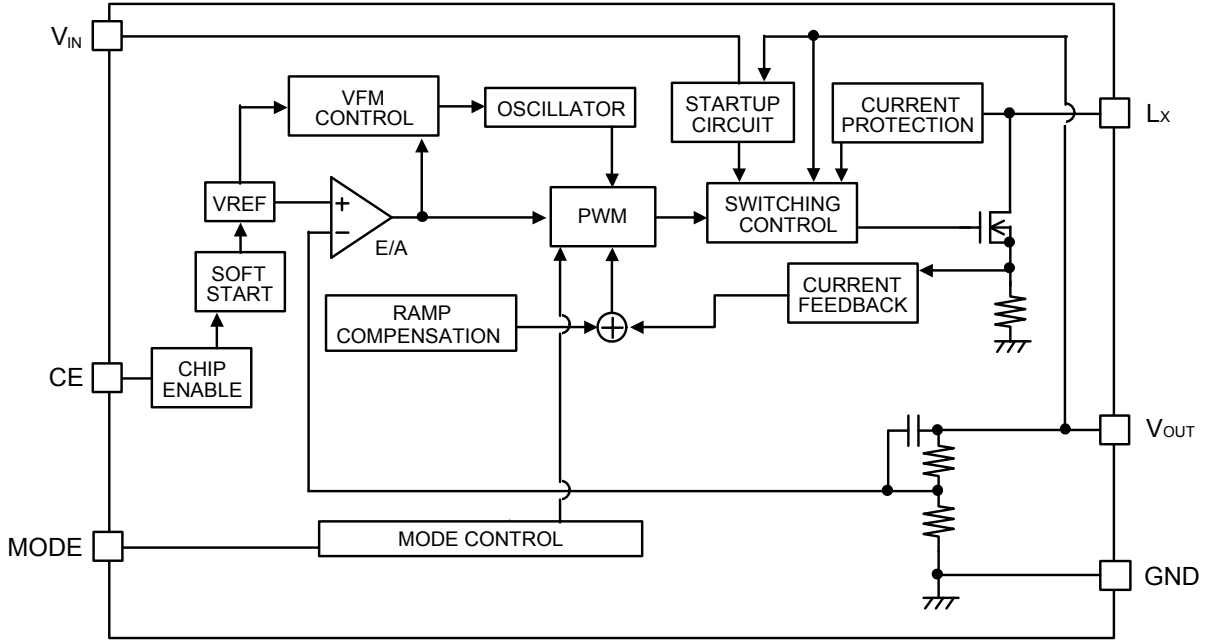 VIN
VFM
CONTROL
OSCILLATOR
STARTUP
CIRCUIT
CURRENT
PROTECTION
LX
VREF
+
−
E/A
PWM
SWITCHING
CONTROL
SOFT
START
RAMP
COMPENSATION
+
CURRENT
FEEDBACK
CE
CHIP
ENABLE
VOUT
MODE
MODE CONTROL
GND